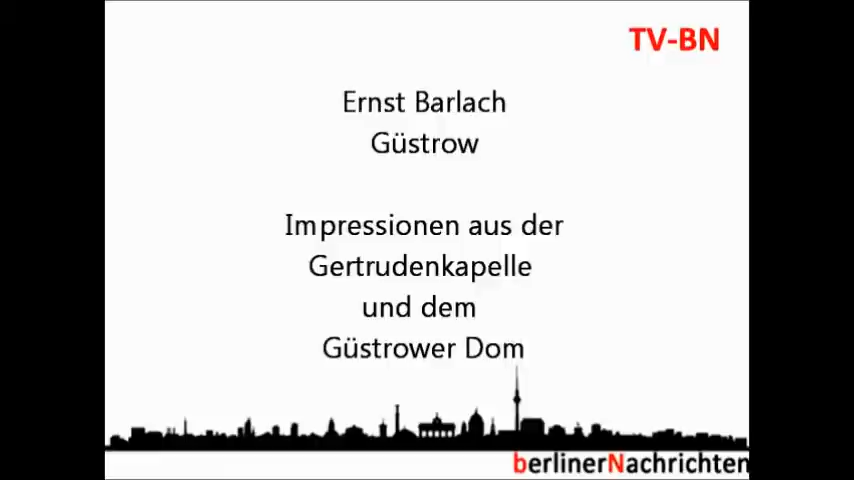 TV-BN
Ernst Barlach
Güstrow
Impressionen aus der
Gertrudenkapelle
und dem
Güstrower Dom
berlinerNachrichten